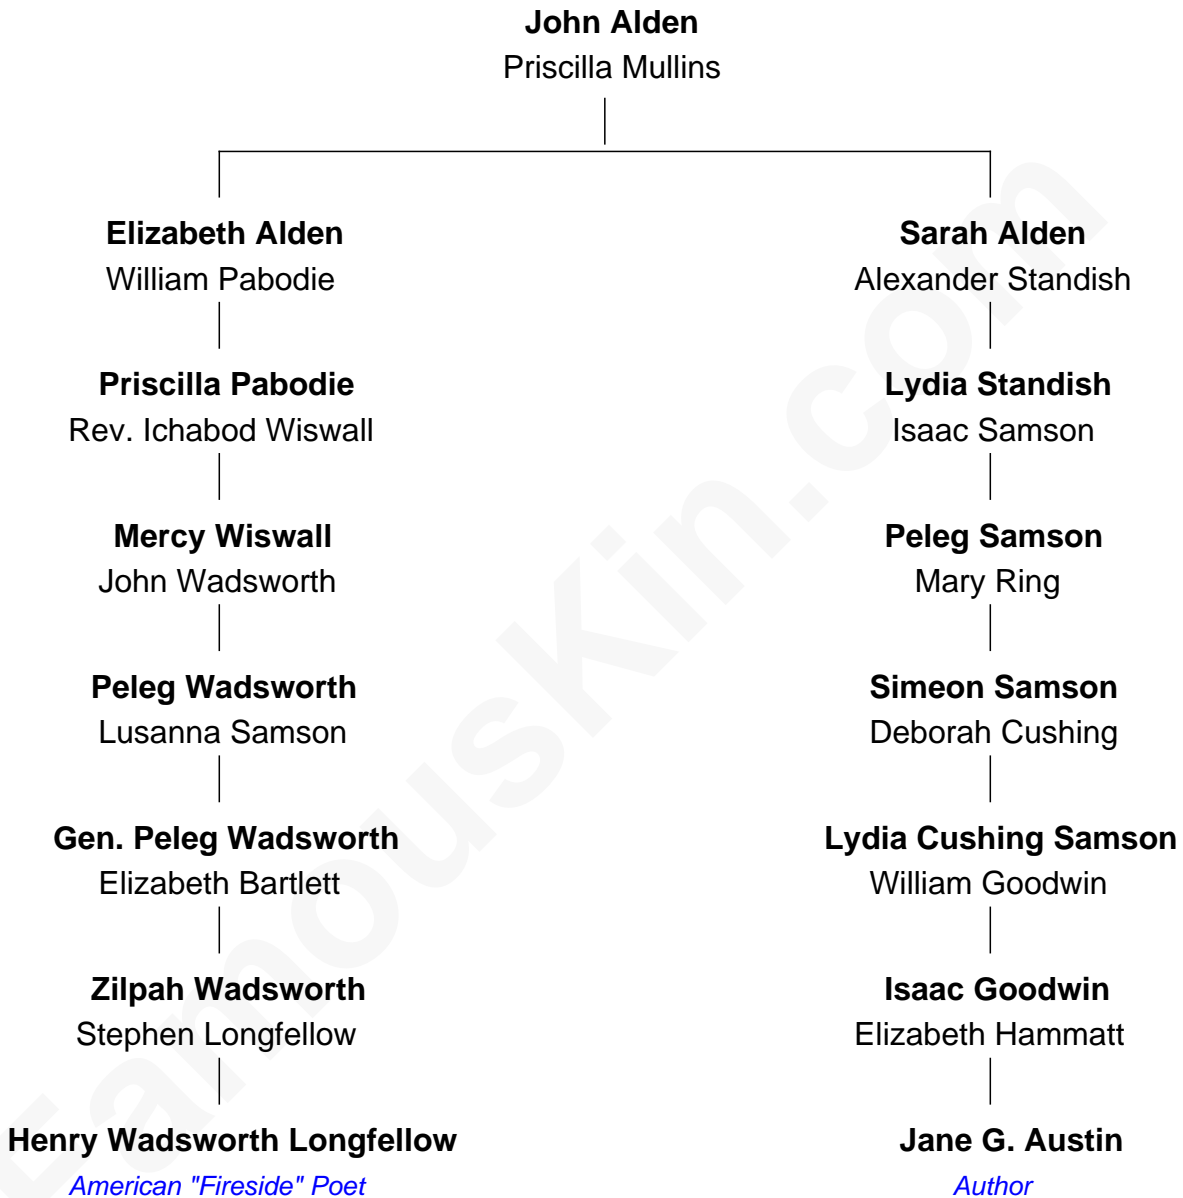 John Alden
Priscilla Mullins
Elizabeth Alden
William Pabodie
Sarah Alden
Alexander Standish
Priscilla Pabodie
Rev. Ichabod Wiswall
Lydia Standish
Isaac Samson
Mercy Wiswall
John Wadsworth
Peleg Samson
Mary Ring
Peleg Wadsworth
Lusanna Samson
Simeon Samson
Deborah Cushing
Gen. Peleg Wadsworth
Elizabeth Bartlett
Lydia Cushing Samson
William Goodwin
Zilpah Wadsworth
Stephen Longfellow
Isaac Goodwin
Elizabeth Hammatt
Henry Wadsworth Longfellow
American "Fireside" Poet
Jane G. Austin
Author
FamousKin.com